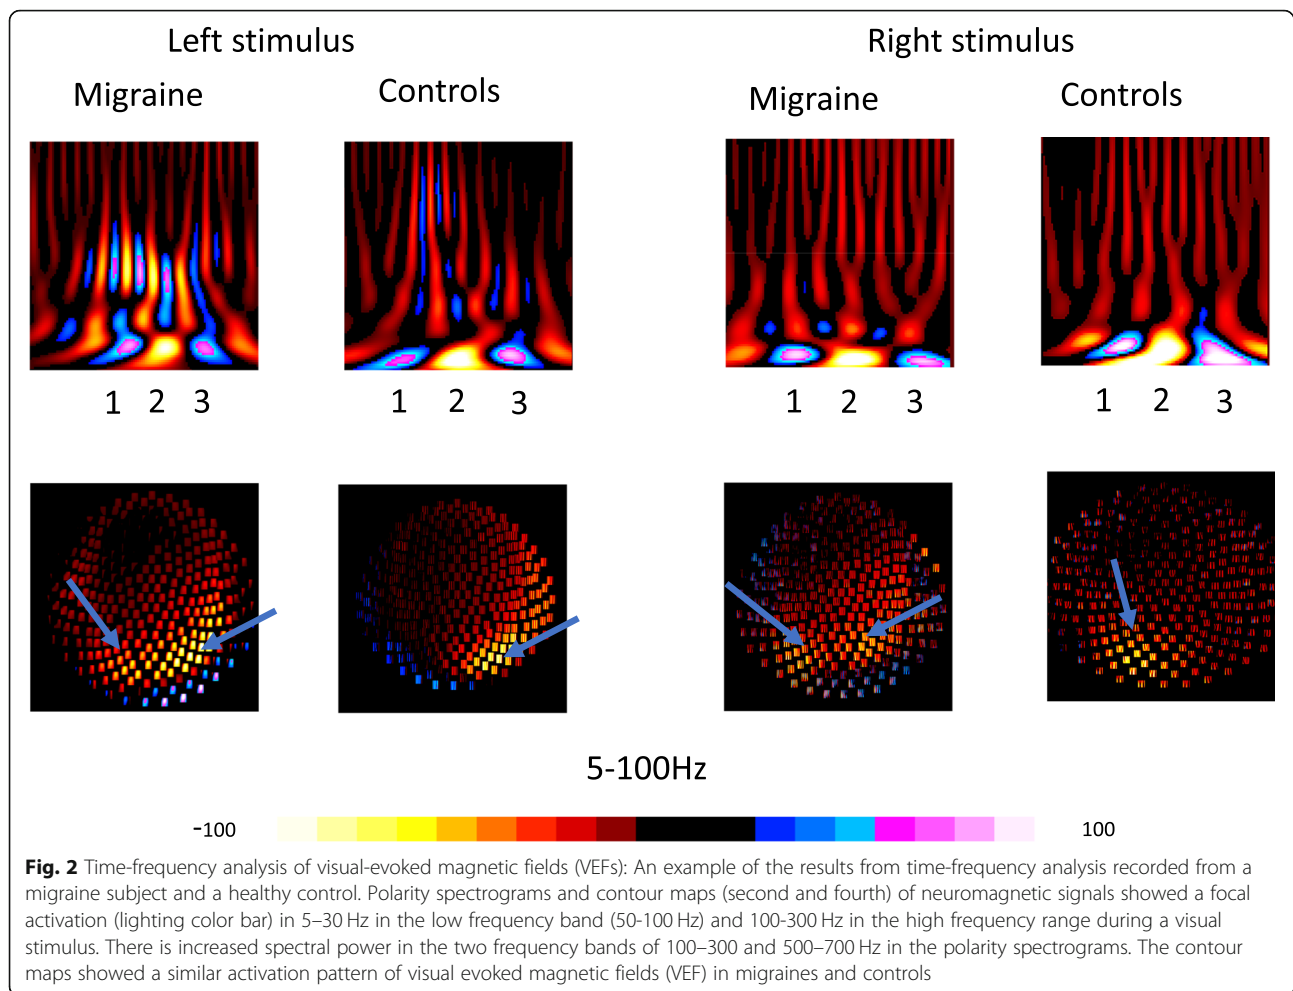 Left stimulus
Right stimulus
Migraine
Controls
Migraine
Controls
1 2 3
1 2 3
1 2 3
1 2 3
5-100Hz
-100
100
Fig. 2 Time-frequency analysis of visual-evoked magnetic fields (VEFs): An example of the results from time-frequency analysis recorded from a
migraine subject and a healthy control. Polarity spectrograms and contour maps (second and fourth) of neuromagnetic signals showed a focal
activation (lighting color bar) in 5–30 Hz in the low frequency band (50-100 Hz) and 100-300 Hz in the high frequency range during a visual
stimulus. There is increased spectral power in the two frequency bands of 100–300 and 500–700 Hz in the polarity spectrograms. The contour
maps showed a similar activation pattern of visual evoked magnetic fields (VEF) in migraines and controls